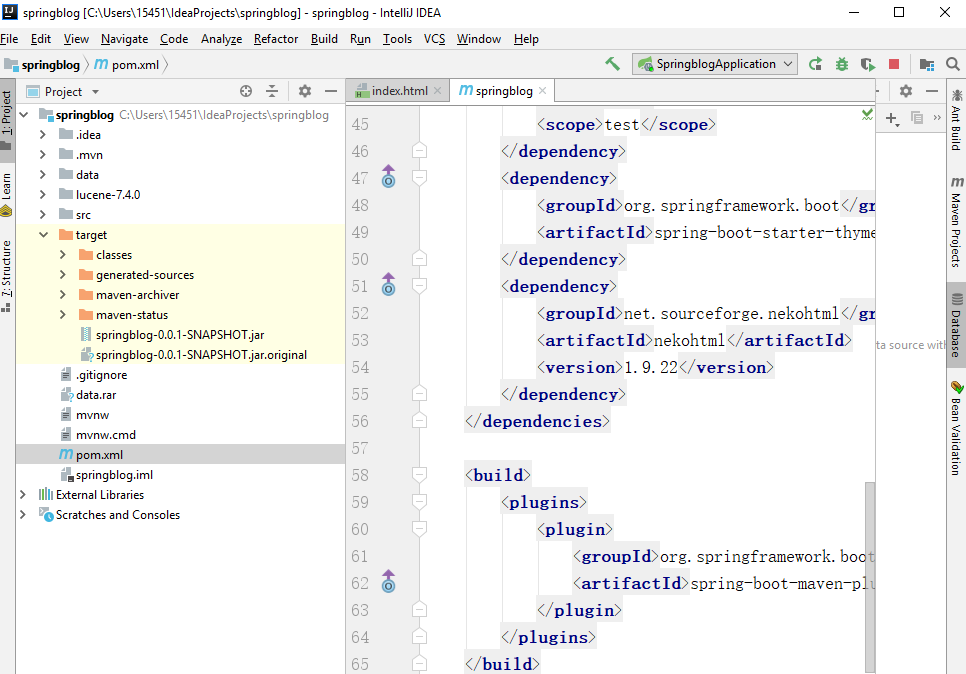 springblog [C:\Users\15451\IdeaProjects\springblog] - springblog - IntelliJ IDEA
File Edit View Navigate Code Analyze Refactor Build Run Tools VCS Window Help
springblog m pom.xml SpringblogApplication
Project index.html m springblog
1: Project
Learn
7: Structure
springblog C:\Users\15451\IdeaProjects\springblog
.idea
.mvn
data
lucene-7.4.0
src
target
classes
generated-sources
maven-archiver
maven-status
springblog-0.0.1-SNAPSHOT.jar
springblog-0.0.1-SNAPSHOT.jar.original
.gitignore
data.rar
mvnw
mvnw.cmd
m pom.xml
springblog.iml
External Libraries
Scratches and Consoles
45 <scope>test</scope>
46 </dependency>
47 <dependency>
48 <groupId>org.springframework.boot</gr
49 <artifactId>spring-boot-starter-thyme
50 </dependency>
51 <dependency>
52 <groupId>net.sourceforge.nekohtml</gr
53 <artifactId>nekohtml</artifactId>
54 <version>1.9.22</version>
55 </dependency>
56 </dependencies>
57
58 <build>
59 <plugins>
60 <plugin>
61 <groupId>org.springframework.boot
62 <artifactId>spring-boot-maven-plu
63 </plugin>
64 </plugins>
65 </build>
ta source with
Ant Build
m Maven Projects
Database
Bean Validation